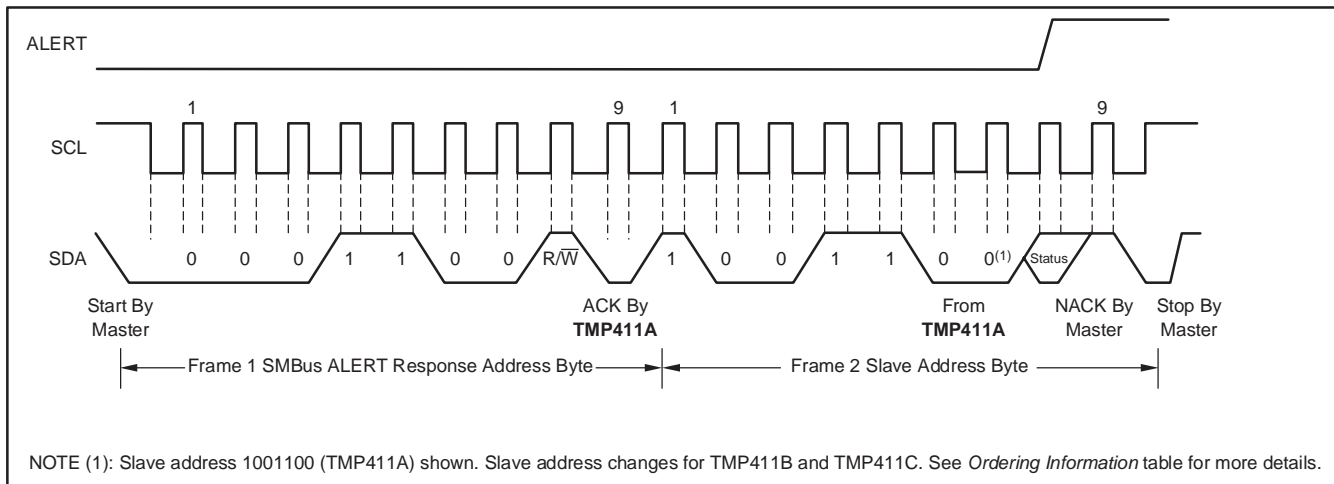 ALERT
1 9 1 9
SCL
SDA 0 0 0 1 1 0 0 R/W̅ 1 0 0 1 1 0 0(1) Status
Start By Master
ACK By TMP411A
From TMP411A
NACK By Master
Stop By Master
Frame 1 SMBus ALERT Response Address Byte
Frame 2 Slave Address Byte
NOTE (1): Slave address 1001100 (TMP411A) shown. Slave address changes for TMP411B and TMP411C. See Ordering Information table for more details.